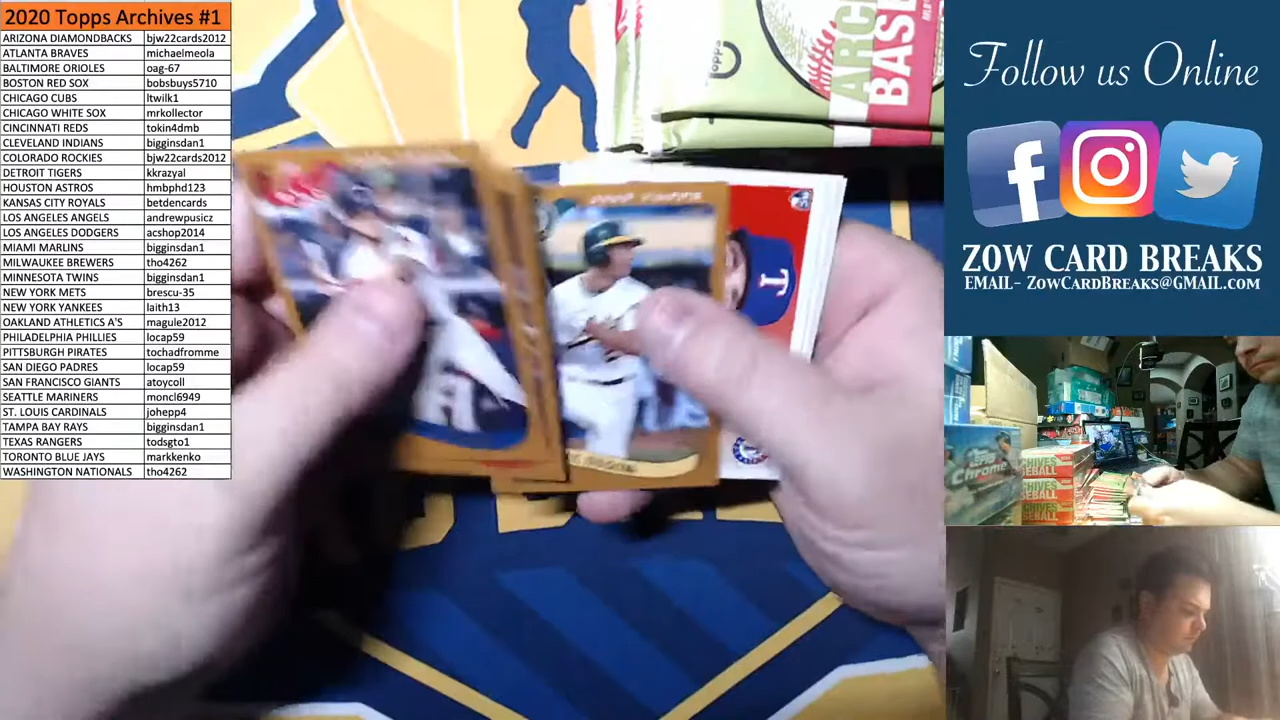 2020 Topps Archives #1
ARIZONA DIAMONDBACKS bjw22cards2012
ATLANTA BRAVES michaelmeola
BALTIMORE ORIOLES oag-67
BOSTON RED SOX bobsbuys5710
CHICAGO CUBS ltwilk1
CHICAGO WHITE SOX mrkollector
CINCINNATI REDS tokin4dmb
CLEVELAND INDIANS bigginsdan1
COLORADO ROCKIES bjw22cards2012
DETROIT TIGERS kkrazyal
HOUSTON ASTROS hmbphd123
KANSAS CITY ROYALS betdencards
LOS ANGELES ANGELS andrewpusicz
LOS ANGELES DODGERS acshop2014
MIAMI MARLINS bigginsdan1
MILWAUKEE BREWERS tho4262
MINNESOTA TWINS bigginsdan1
NEW YORK METS brescu-35
NEW YORK YANKEES laith13
OAKLAND ATHLETICS A'S magule2012
PHILADELPHIA PHILLIES locap59
PITTSBURGH PIRATES tochadfromme
SAN DIEGO PADRES locap59
SAN FRANCISCO GIANTS atoycoll
SEATTLE MARINERS moncl6949
ST. LOUIS CARDINALS johepp4
TAMPA BAY RAYS bigginsdan1
TEXAS RANGERS todsgto1
TORONTO BLUE JAYS markkenko
WASHINGTON NATIONALS tho4262
Topps
ARC
BAS
T
Follow us Online
ZOW CARD BREAKS
EMAIL- ZOWCARDBREAKS@GMAIL.COM
Topps
Chrome